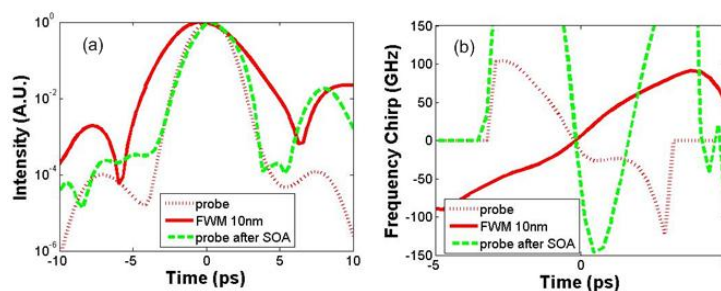 (a)
Intensity (A.U.)
10⁰
10⁻²
10⁻⁴
10⁻⁶
-10 -5 0 5 10
Time (ps)
probe
FWM 10nm
probe after SOA
(b)
Frequency Chirp (GHz)
150
100
50
0
-50
-100
-150
-5 0
Time (ps)
probe
FWM 10nm
probe after SOA